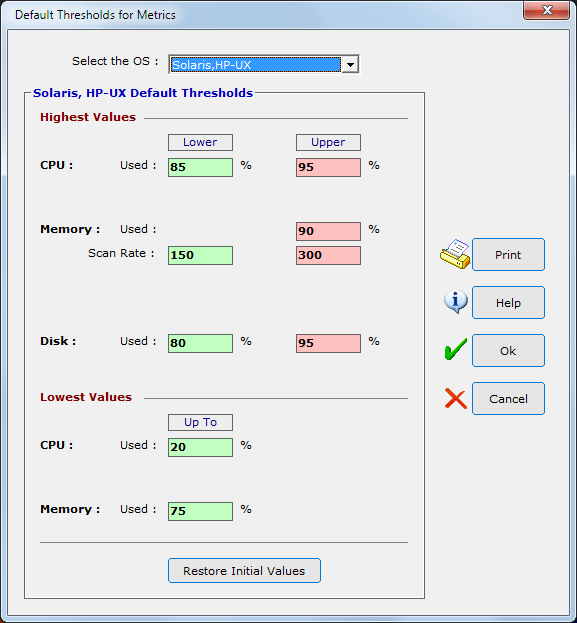 Default Thresholds for Metrics
Select the OS : Solaris,HP-UX
Solaris, HP-UX Default Thresholds
Highest Values
Lower Upper
CPU : Used : 85 % 95 %
Memory : Used : 90 %
Scan Rate : 150 300
Disk : Used : 80 % 95 %
Lowest Values
Up To
CPU : Used : 20 %
Memory : Used : 75 %
Restore Initial Values
Print
Help
Ok
Cancel